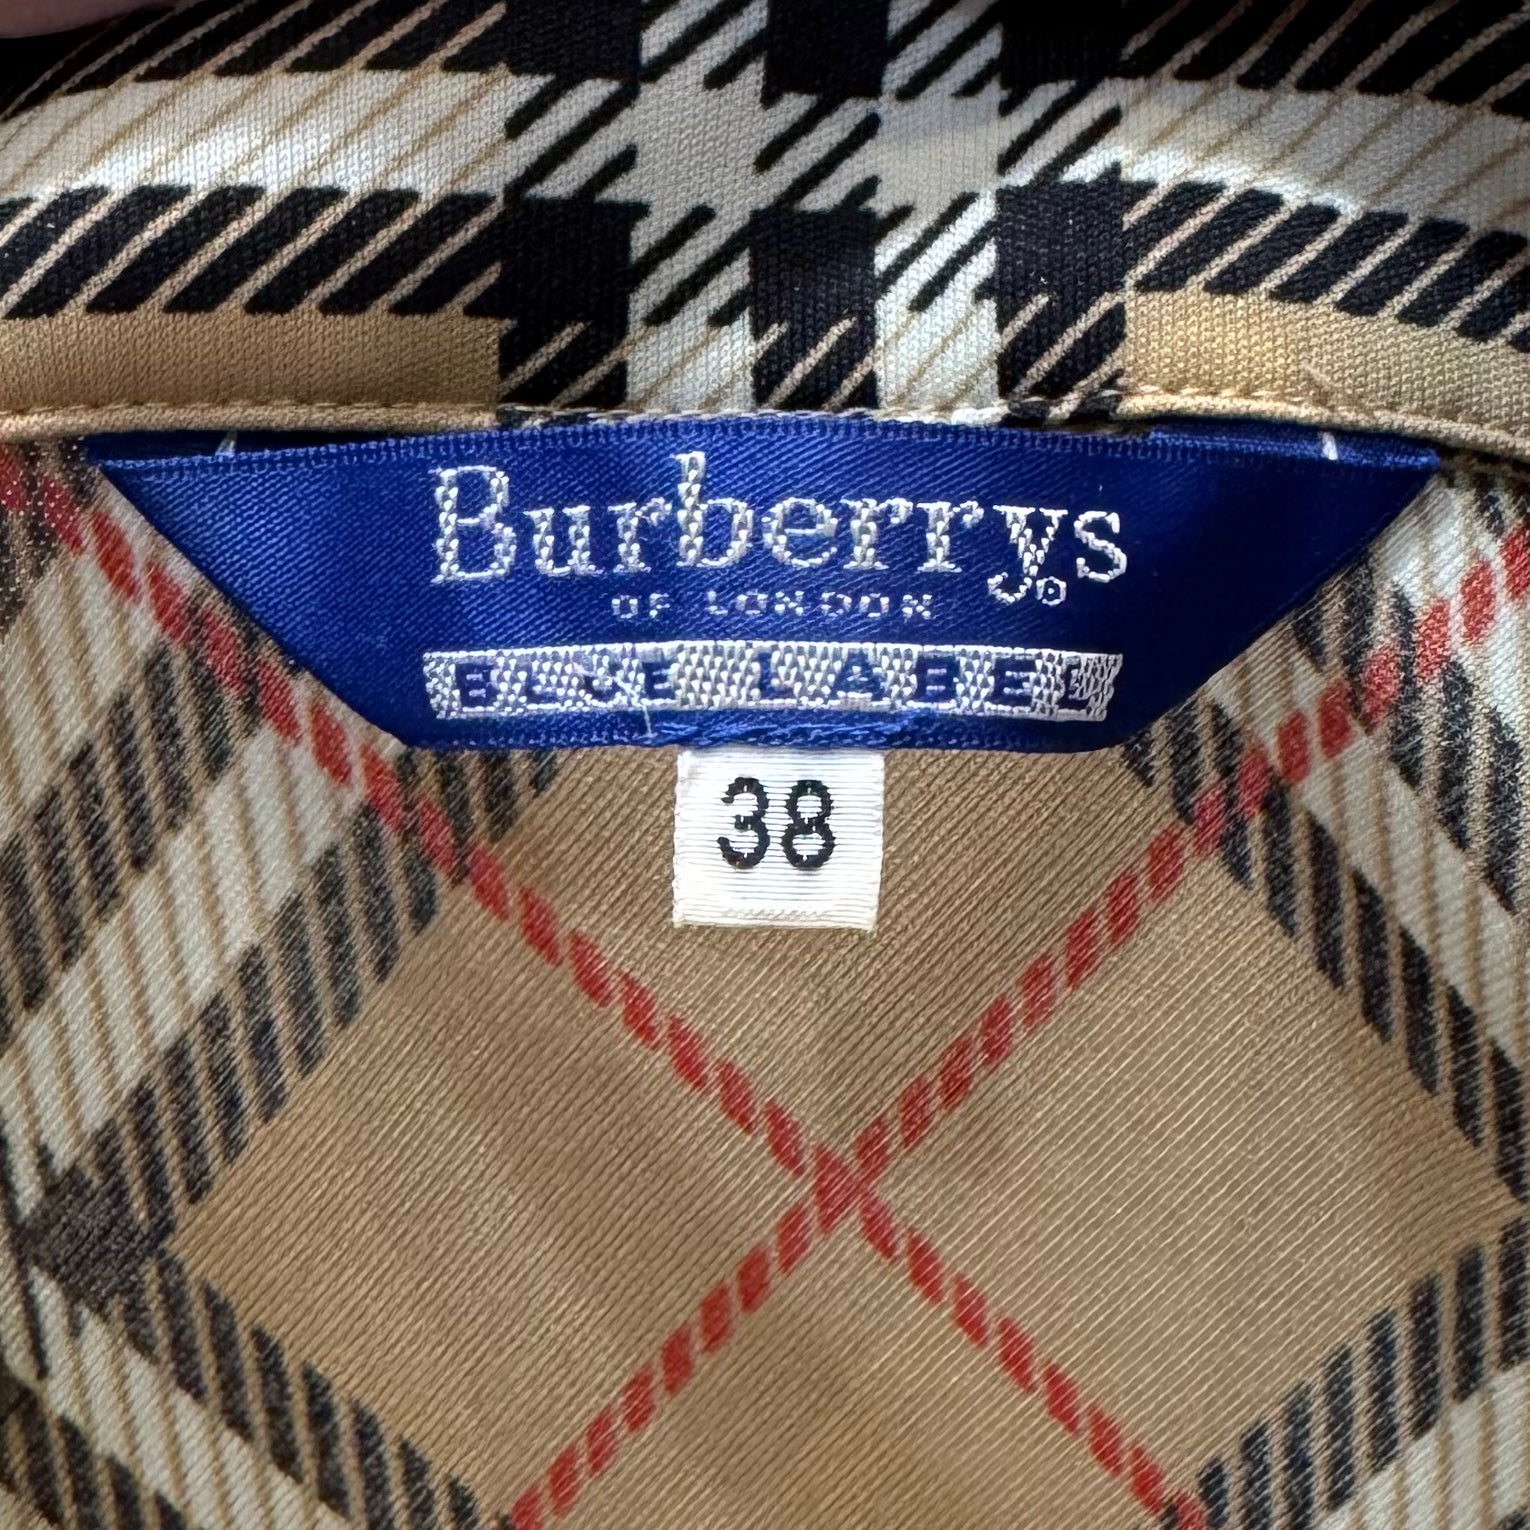 Burberrys®
OF LONDON
BLUE LABEL
38